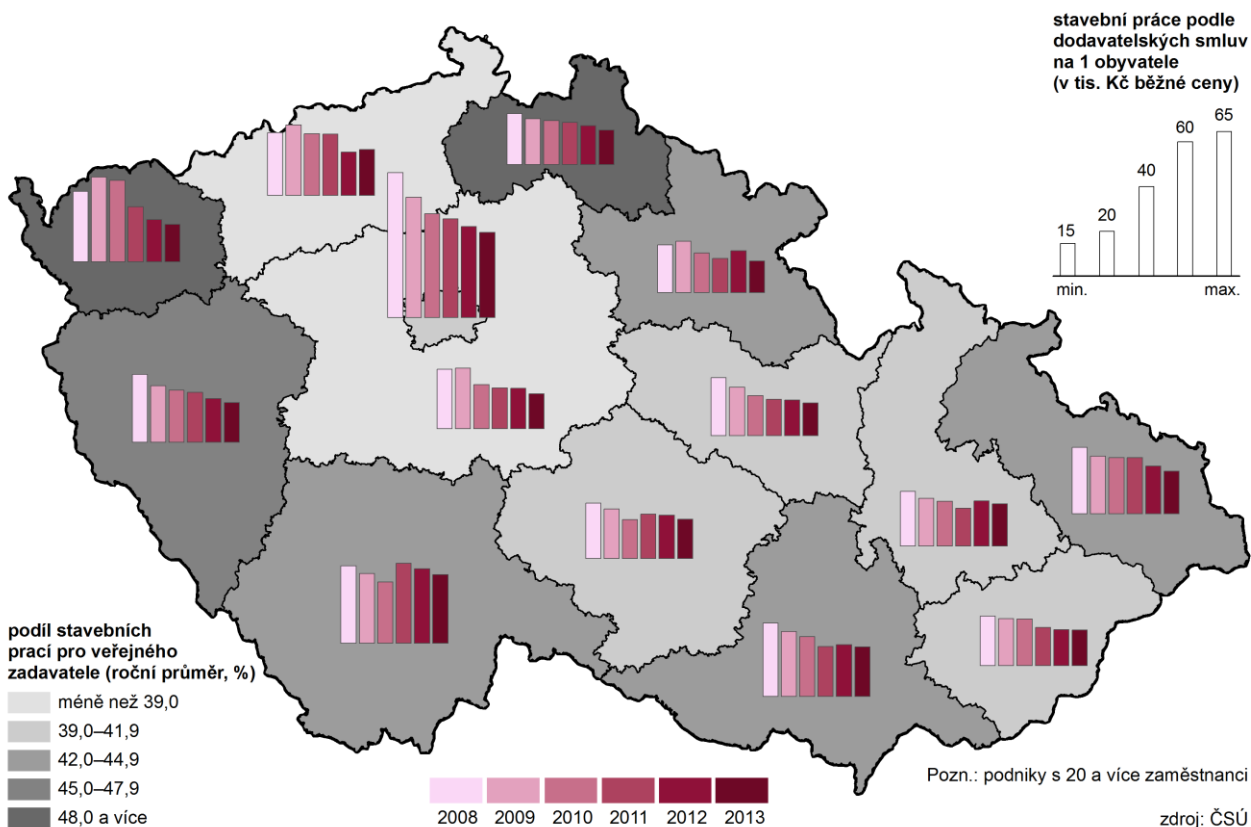 stavební práce podle
dodavatelských smluv
na 1 obyvatele
(v tis. Kč běžné ceny)
65
60
40
20
15
min.
max.
podíl stavebních
prací pro veřejného
zadavatele (roční průměr, %)
méně než 39,0
39,0–41,9
42,0–44,9
45,0–47,9
48,0 a více
2008 2009 2010 2011 2012 2013
Pozn.: podniky s 20 a více zaměstnanci
zdroj: ČSÚ